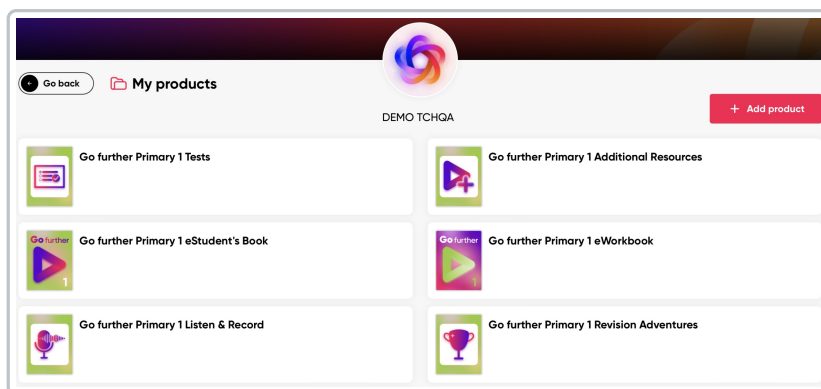 Go back
My products
DEMO TCHQA
+ Add product
Go further Primary 1 Tests
Go further Primary 1 Additional Resources
Go further
1
Go further Primary 1 eStudent's Book
Go further
1
Go further Primary 1 eWorkbook
Go further Primary 1 Listen & Record
Go further Primary 1 Revision Adventures